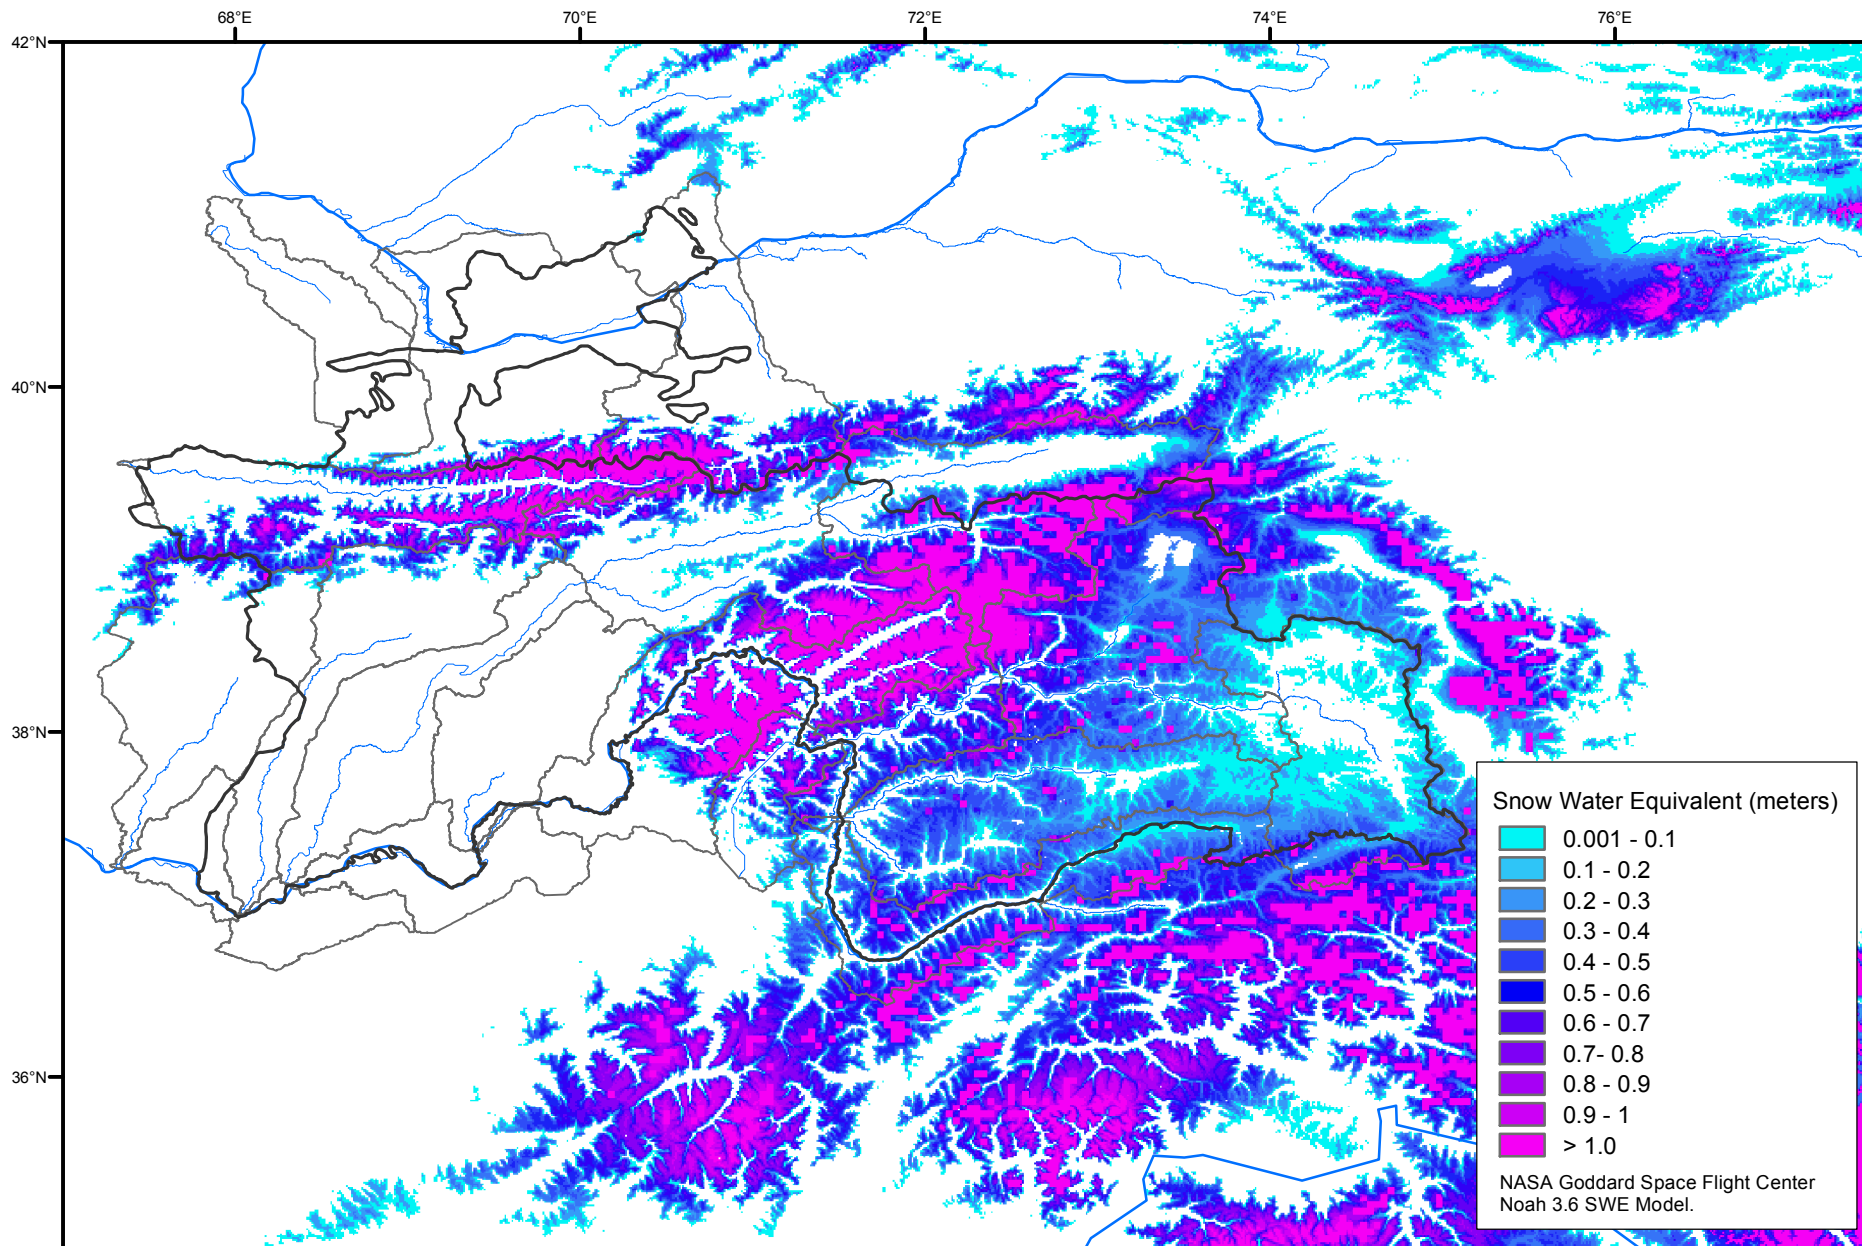 68°E
70°E
72°E
74°E
76°E
42°N
40°N
38°N
36°N
Snow Water Equivalent (meters)
0.001 - 0.1
0.1 - 0.2
0.2 - 0.3
0.3 - 0.4
0.4 - 0.5
0.5 - 0.6
0.6 - 0.7
0.7- 0.8
0.8 - 0.9
0.9 - 1
> 1.0
NASA Goddard Space Flight Center
Noah 3.6 SWE Model.